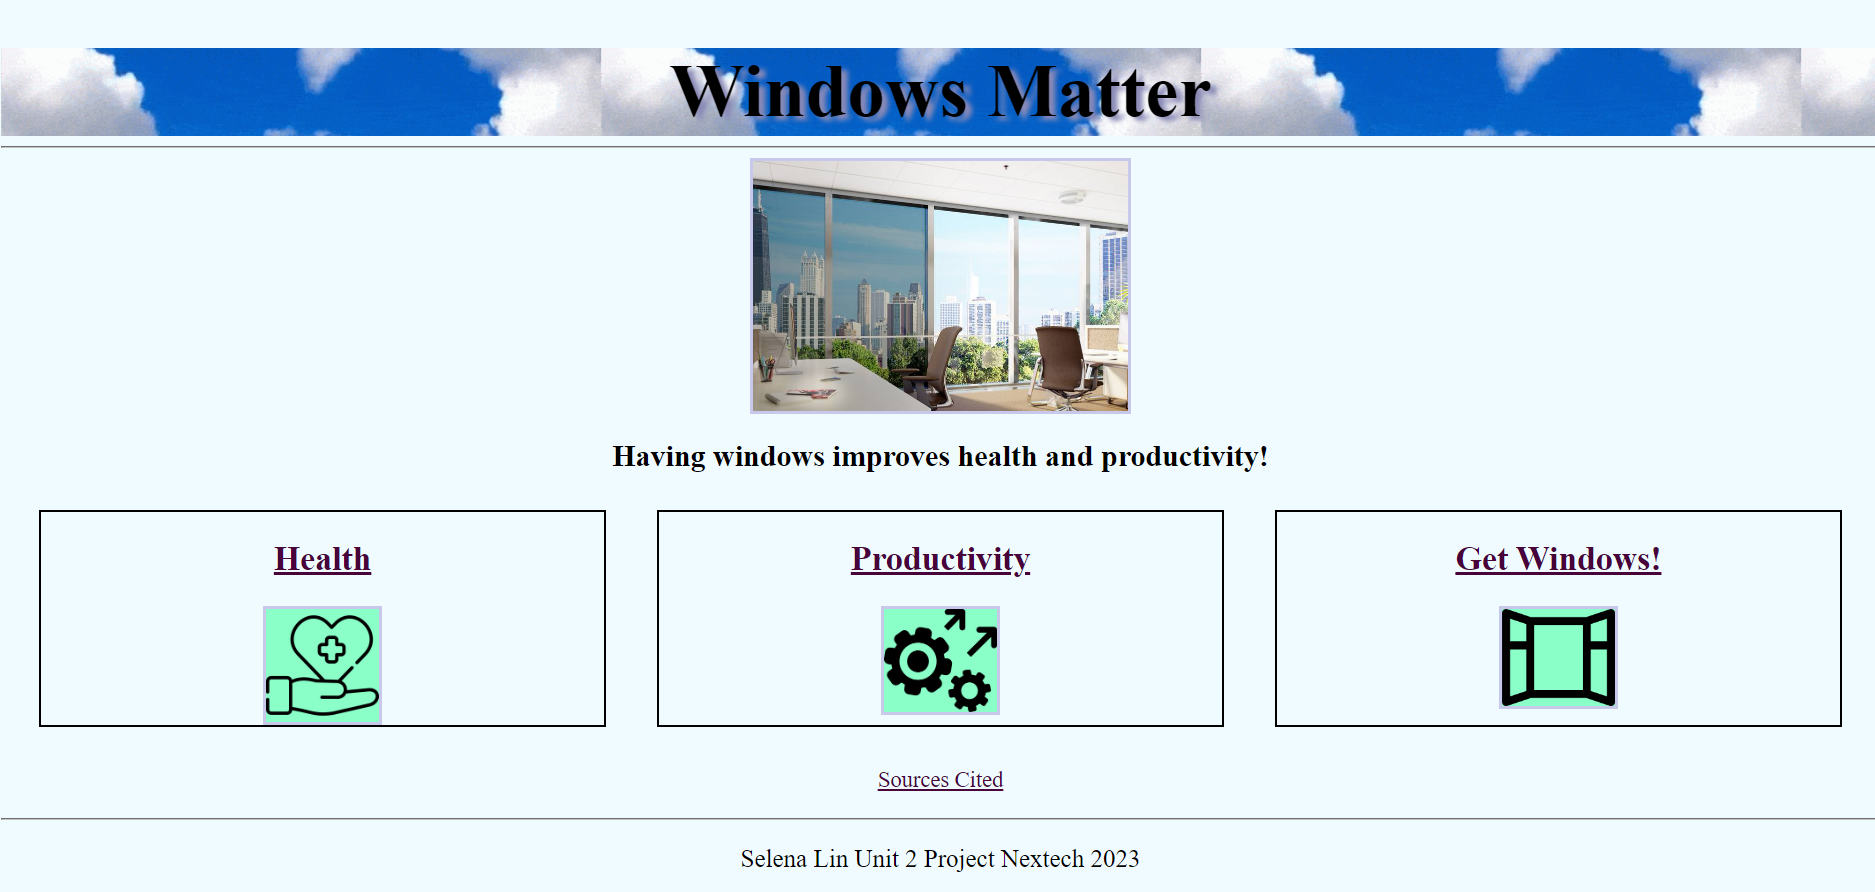 Windows Matter
Having windows improves health and productivity!
Health
Productivity
Get Windows!
Sources Cited
Selena Lin Unit 2 Project Nextech 2023